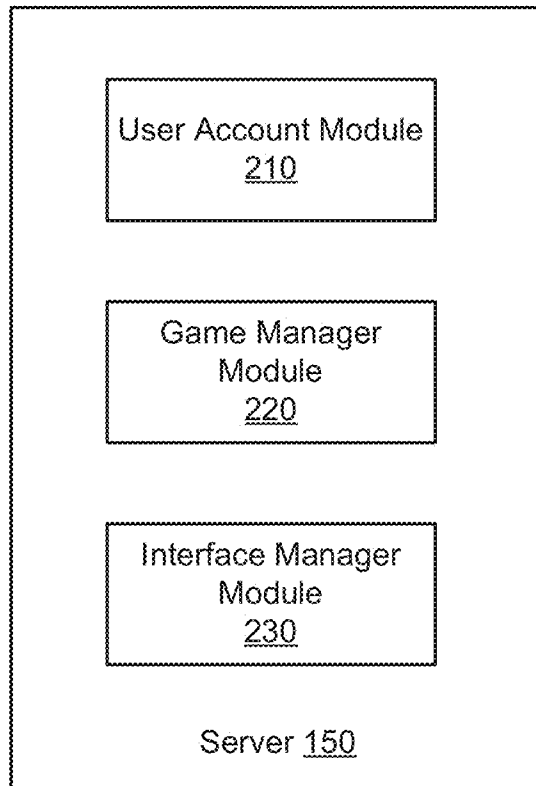 User Account Module
210
Game Manager
Module
220
Interface Manager
Module
230
Server 150